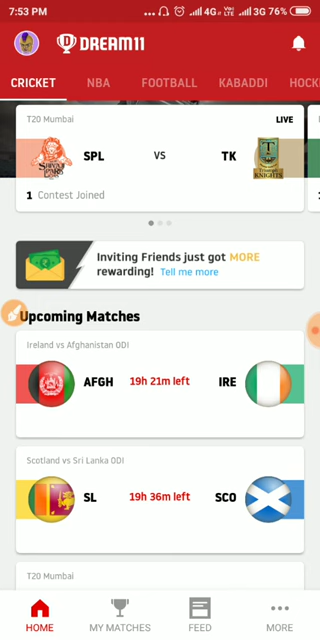 7:53 PM
... 4G VoLTE 3G 76%
DREAM11
CRICKET NBA FOOTBALL KABADDI HOCK
T20 Mumbai LIVE
SPL VS TK
1 Contest Joined
Inviting Friends just got MORE
rewarding! Tell me more
Upcoming Matches
Ireland vs Afghanistan ODI
AFGH 19h 21m left IRE
Scotland vs Sri Lanka ODI
SL 19h 36m left SCO
T20 Mumbai
HOME MY MATCHES FEED MORE